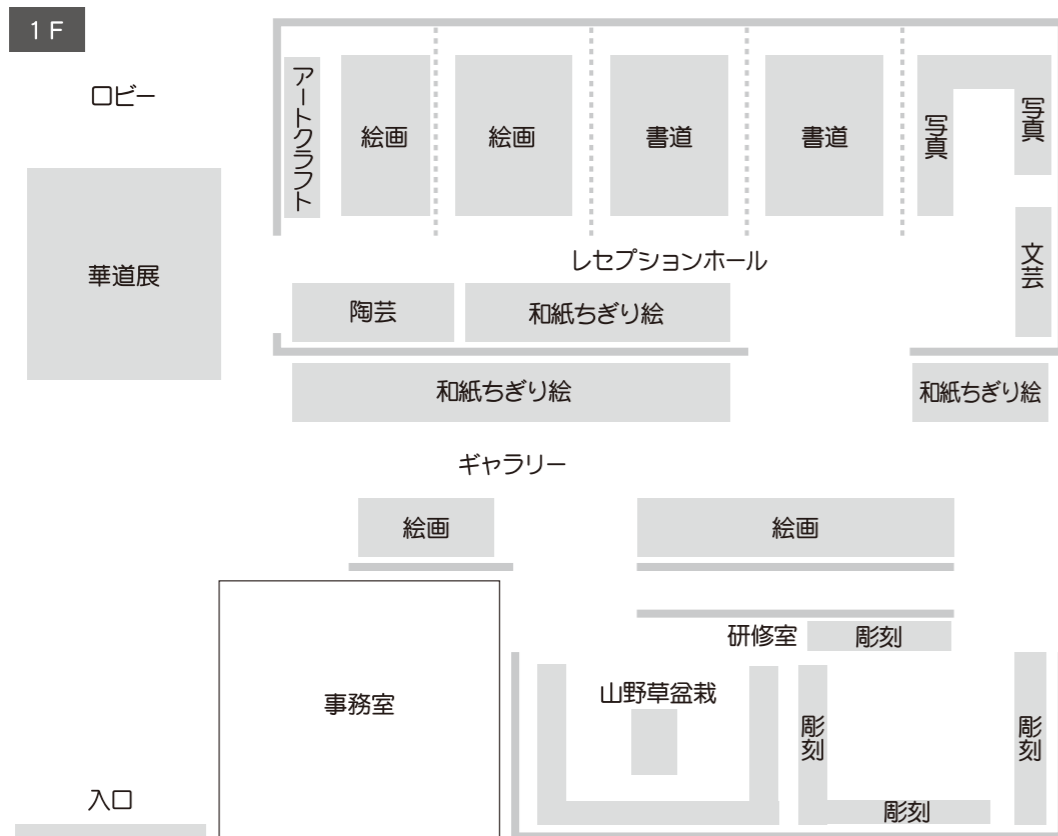 1F
ロビー
華道展
アートクラフト
絵画
絵画
書道
書道
写真
写真
文芸
レセプションホール
陶芸
和紙ちぎり絵
和紙ちぎり絵
和紙ちぎり絵
ギャラリー
絵画
絵画
研修室
彫刻
事務室
山野草盆栽
彫刻
彫刻
彫刻
入口